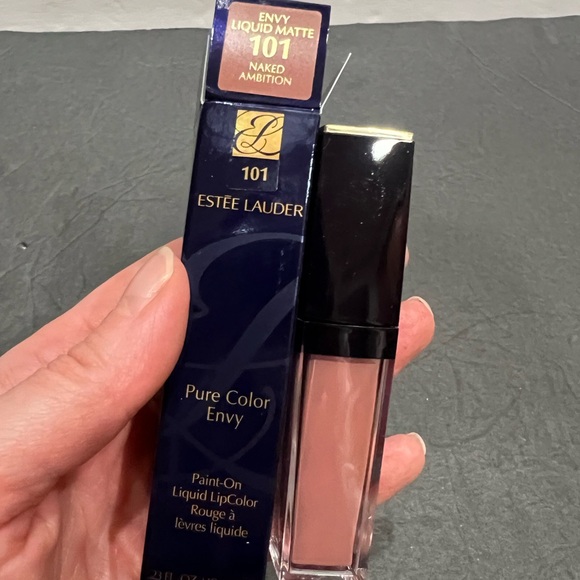 ENVY
LIQUID MATTE
101
NAKED
AMBITION
101
ESTĒE LAUDER
Pure Color
Envy
Paint-On
Liquid LipColor
Rouge à
lèvres liquide